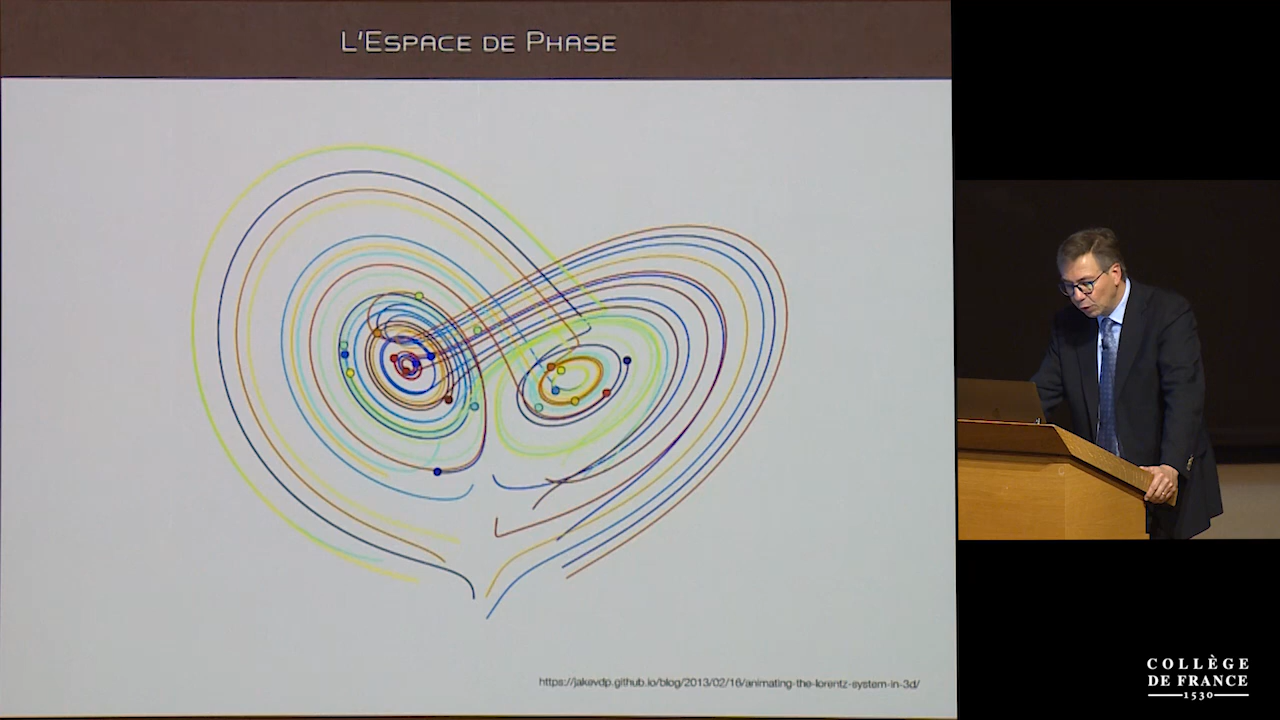 L'Espace de Phase
https://jakevdp.github.io/blog/2013/02/16/animating-the-lorentz-system-in-3d/
COLLÈGE
DE FRANCE
1530